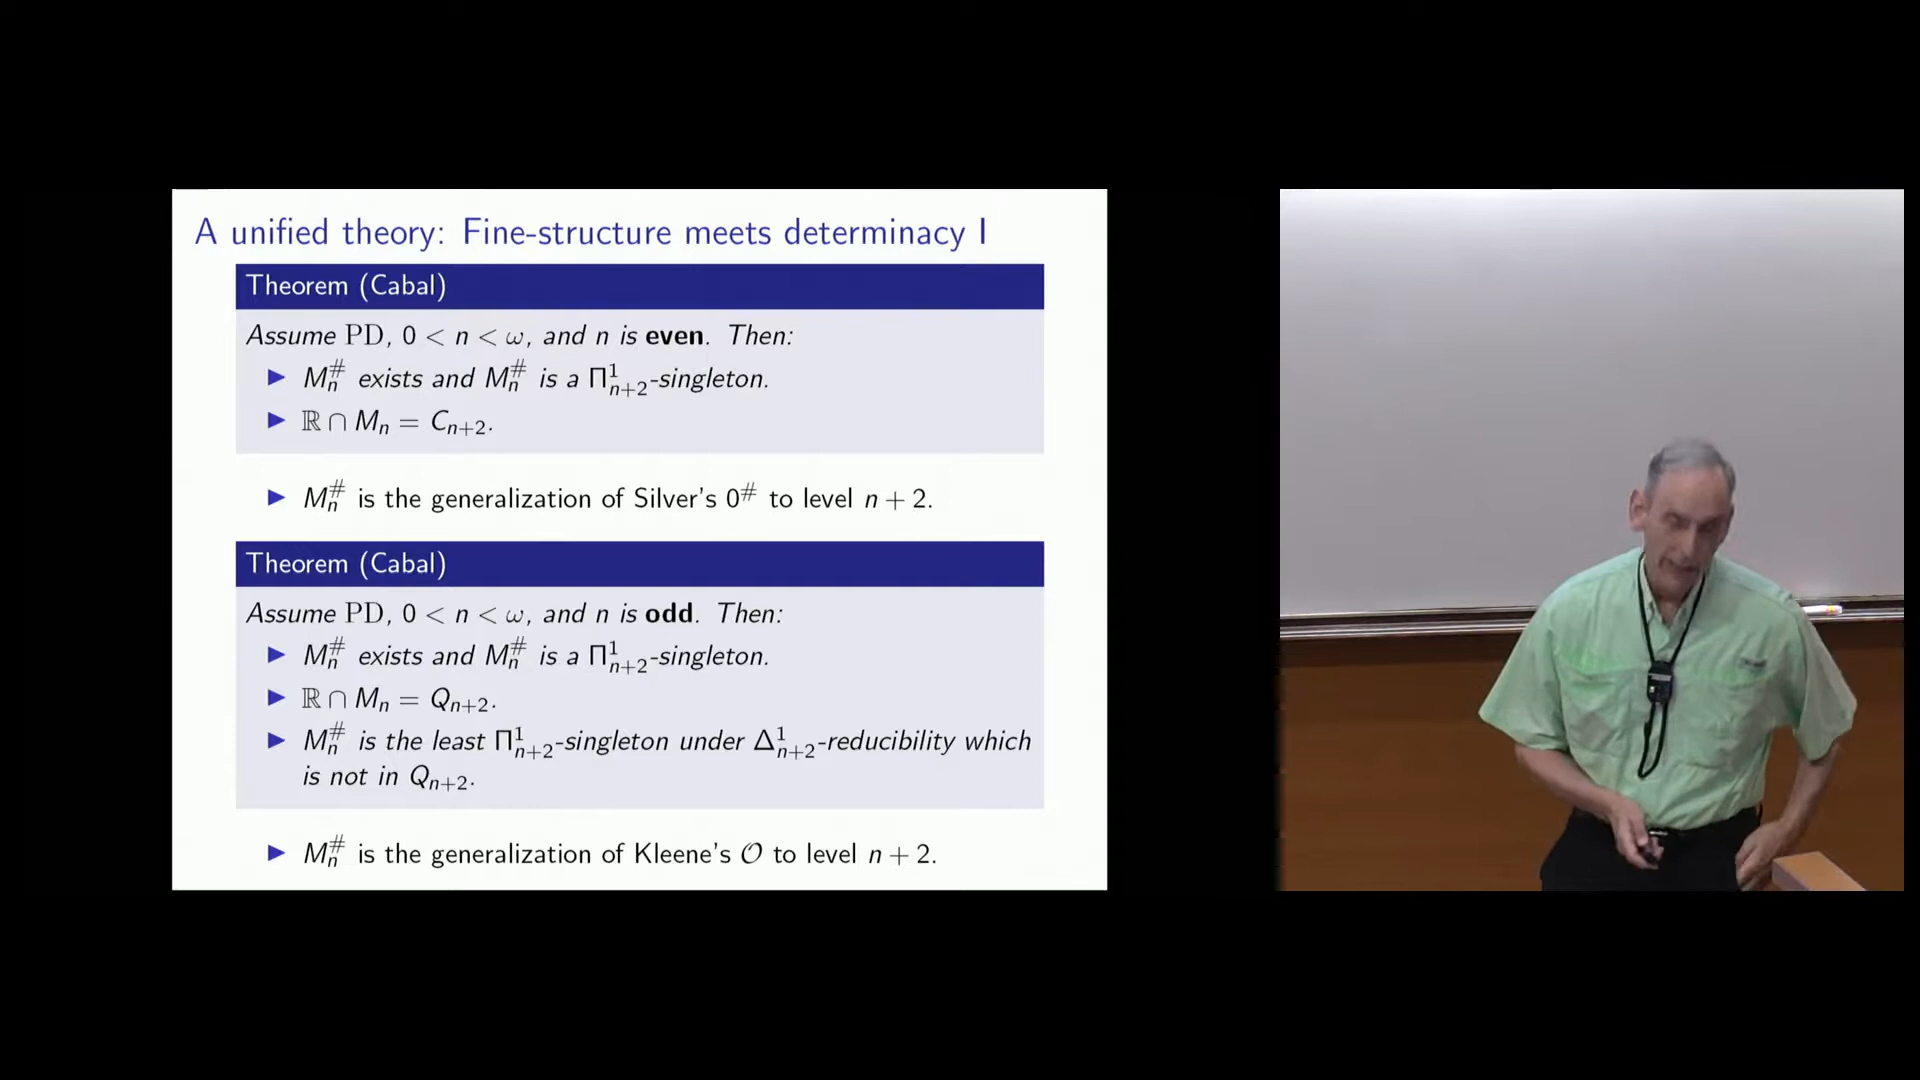 A unified theory: Fine-structure meets determinacy I
Theorem (Cabal)
Assume PD, 0 < n < ω, and n is even. Then:
▶ M_n^# exists and M_n^# is a Π^1_{n+2}-singleton.
▶ ℝ ∩ M_n = C_{n+2}.
▶ M_n^# is the generalization of Silver's 0^# to level n + 2.
Theorem (Cabal)
Assume PD, 0 < n < ω, and n is odd. Then:
▶ M_n^# exists and M_n^# is a Π^1_{n+2}-singleton.
▶ ℝ ∩ M_n = Q_{n+2}.
▶ M_n^# is the least Π^1_{n+2}-singleton under Δ^1_{n+2}-reducibility which
is not in Q_{n+2}.
▶ M_n^# is the generalization of Kleene's 𝒪 to level n + 2.